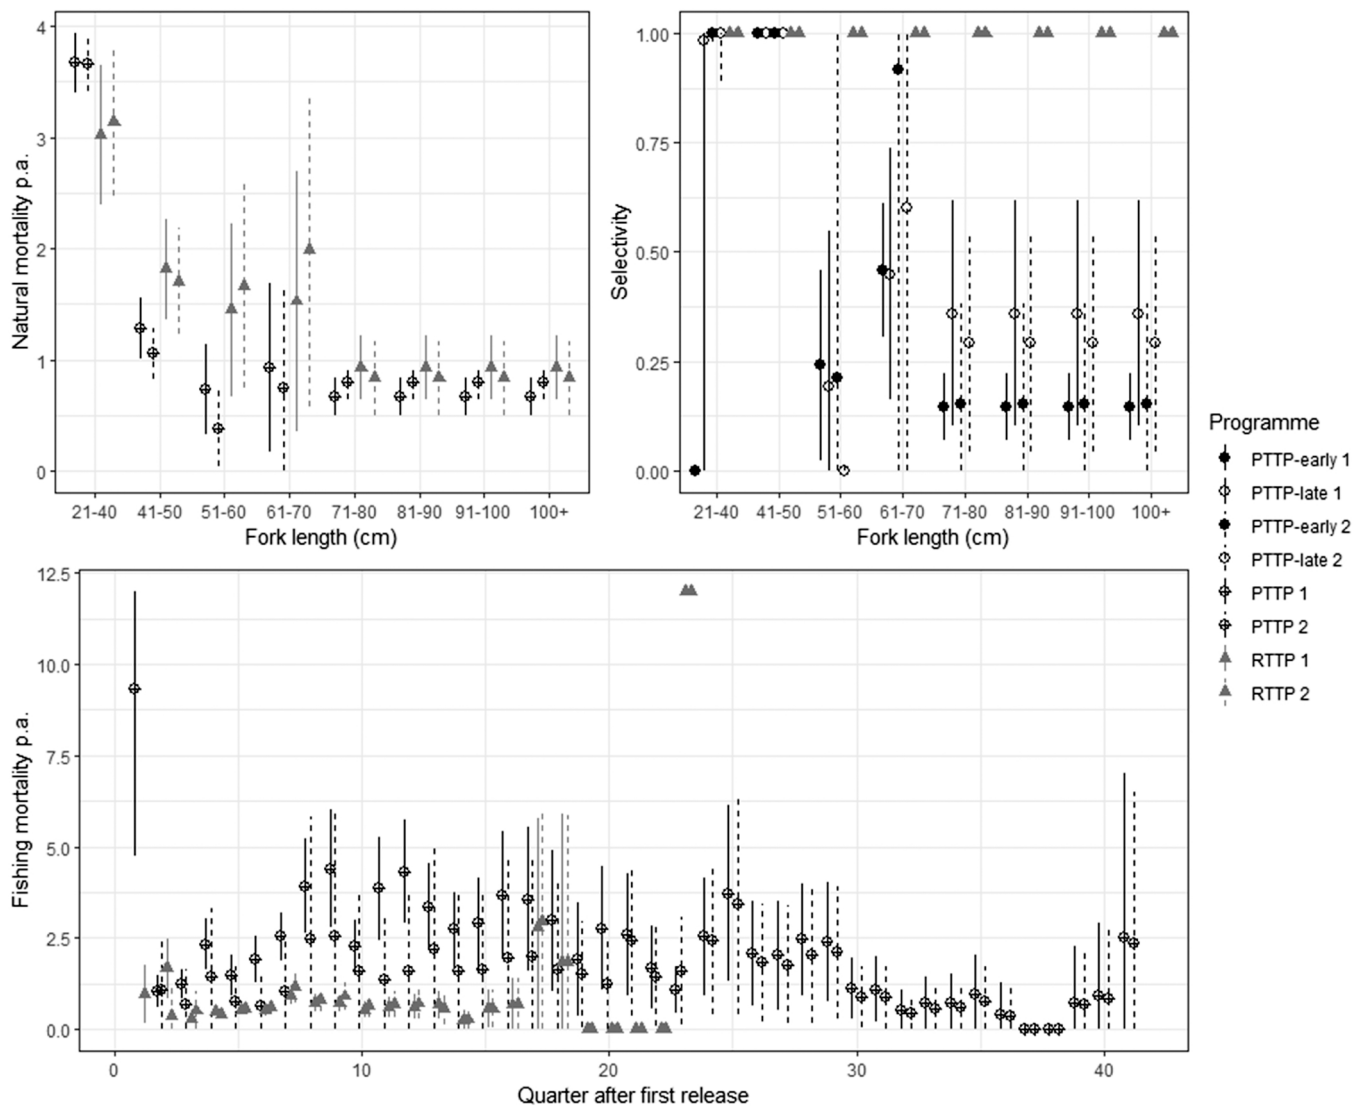 4
3
2
1
0
Natural mortality p.a.
21-40 41-50 51-60 61-70 71-80 81-90 91-100 100+
Fork length (cm)
1.00
0.75
0.50
0.25
0.00
Selectivity
21-40 41-50 51-60 61-70 71-80 81-90 91-100 100+
Fork length (cm)
12.5
10.0
7.5
5.0
2.5
0.0
Fishing mortality p.a.
0 10 20 30 40
Quarter after first release
Programme
PTTP-early 1
PTTP-late 1
PTTP-early 2
PTTP-late 2
PTTP 1
PTTP 2
RTTP 1
RTTP 2